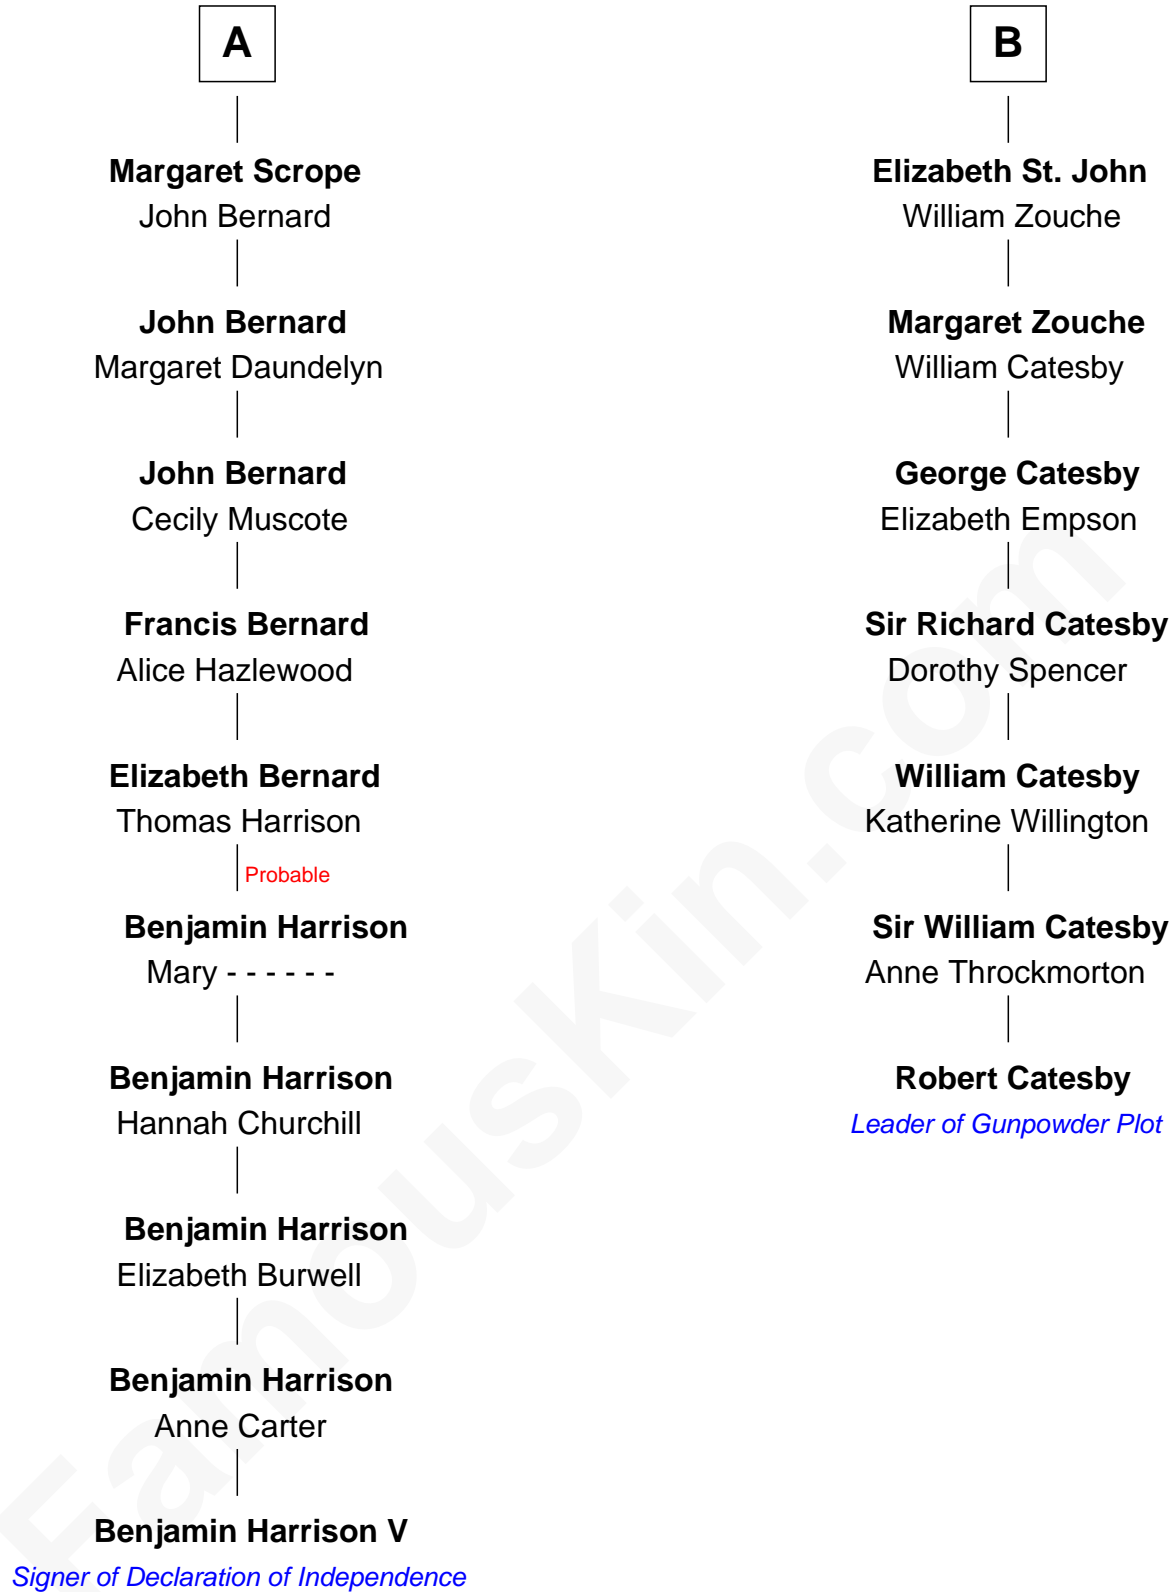 A
Margaret Scrope
John Bernard
John Bernard
Margaret Daundelyn
John Bernard
Cecily Muscote
Francis Bernard
Alice Hazlewood
Elizabeth Bernard
Thomas Harrison
Probable
Benjamin Harrison
Mary - - - - - -
Benjamin Harrison
Hannah Churchill
Benjamin Harrison
Elizabeth Burwell
Benjamin Harrison
Anne Carter
Benjamin Harrison V
Signer of Declaration of Independence
B
Elizabeth St. John
William Zouche
Margaret Zouche
William Catesby
George Catesby
Elizabeth Empson
Sir Richard Catesby
Dorothy Spencer
William Catesby
Katherine Willington
Sir William Catesby
Anne Throckmorton
Robert Catesby
Leader of Gunpowder Plot
FamousKin.com